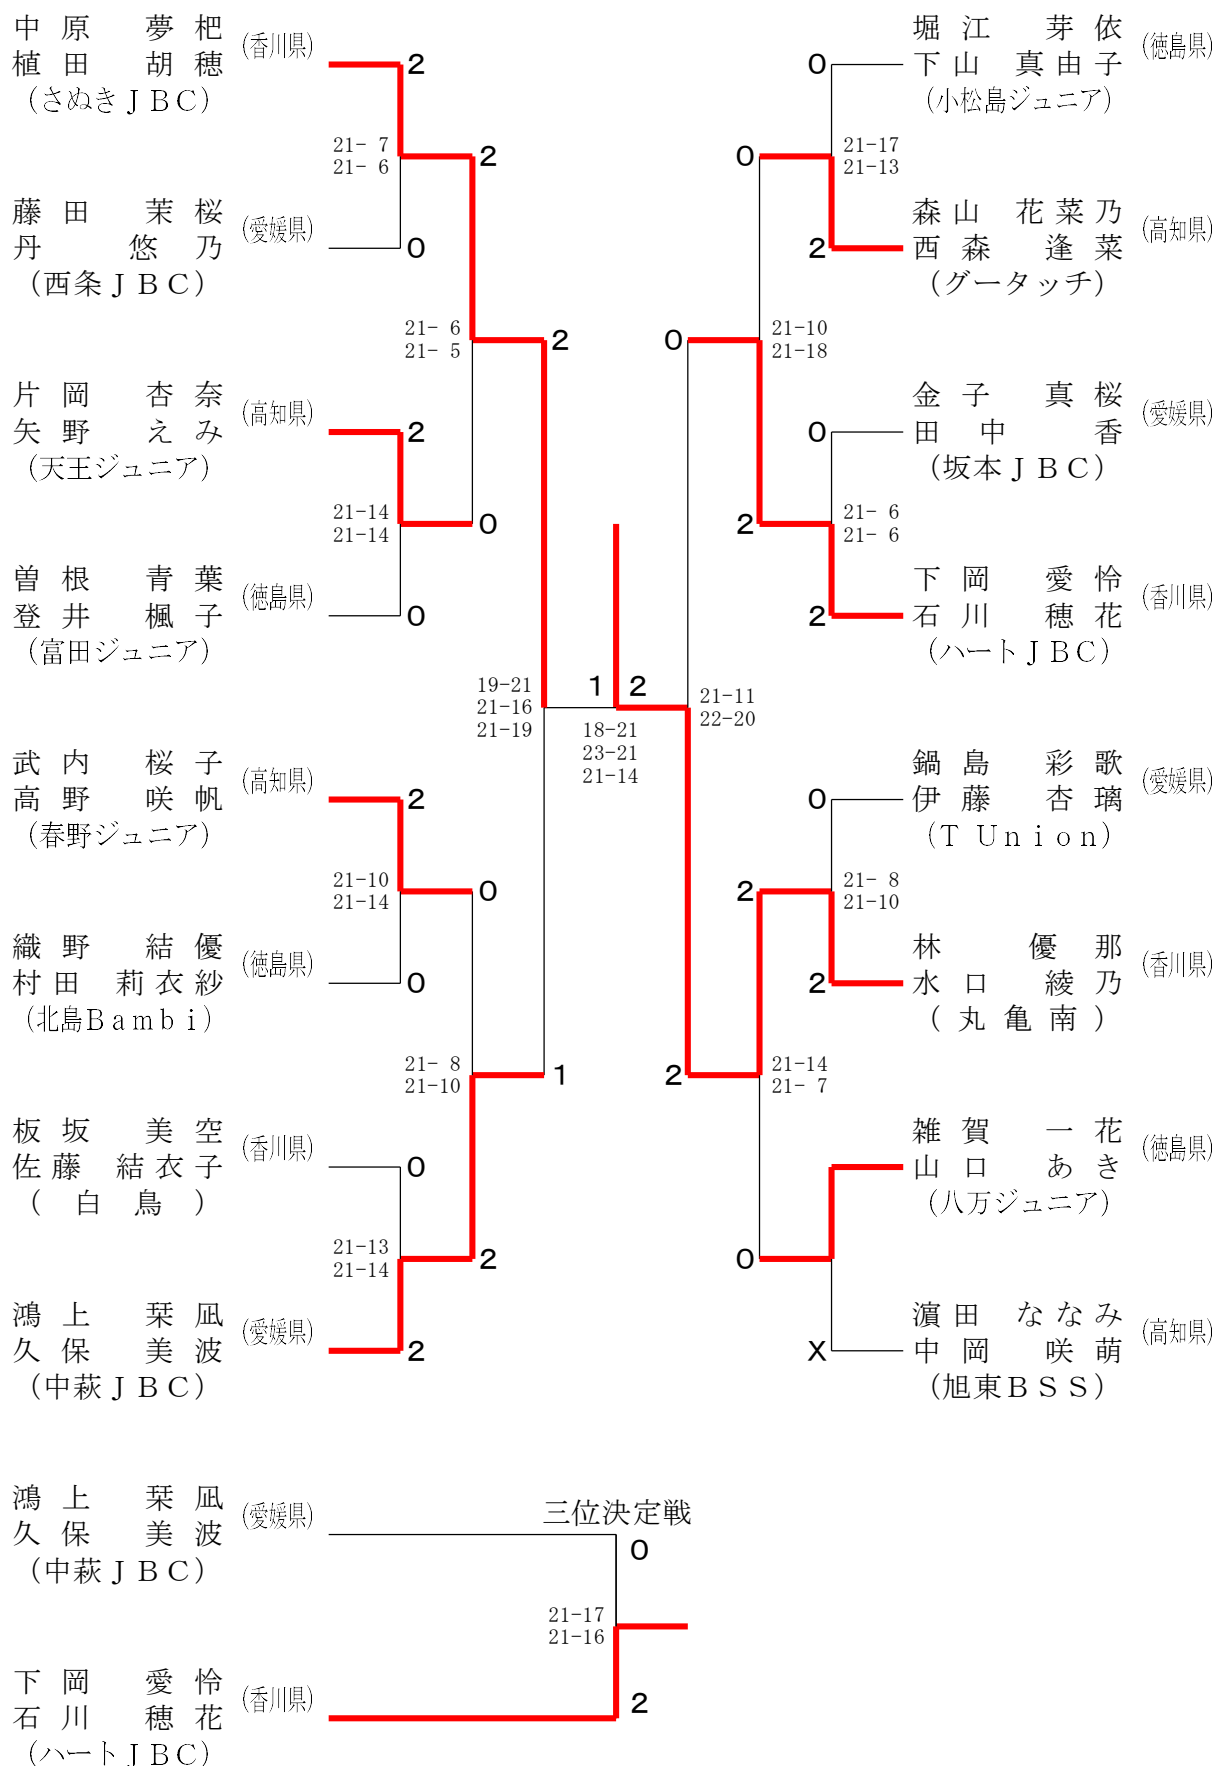 中原 夢杷 (香川県)
植田 胡穂
(さぬきJBC)
2
21- 7
21- 6
2
藤田 茉桜 (愛媛県)
丹 悠乃
(西条JBC)
0
21- 6
21- 5
2
片岡 杏奈 (高知県)
矢野 えみ
(天王ジュニア)
2
21-14
21-14
0
曽根 青葉 (徳島県)
登井 楓子
(富田ジュニア)
0
19-21
21-16
21-19
1
武内 桜子 (高知県)
高野 咲帆
(春野ジュニア)
2
21-10
21-14
0
織野 結優 (徳島県)
村田 莉衣紗
(北島Bambi)
0
21- 8
21-10
1
板坂 美空 (香川県)
佐藤 結衣子
(白鳥)
0
21-13
21-14
2
鴻上 栞凪 (愛媛県)
久保 美波
(中萩JBC)
2
2
18-21
23-21
21-14
堀江 芽依 (徳島県)
下山 真由子
(小松島ジュニア)
0
0
21-17
21-13
森山 花菜乃 (高知県)
西森 逢菜
(グータッチ)
2
0
21-10
21-18
金子 真桜 (愛媛県)
田中 香
(坂本JBC)
0
2
21- 6
21- 6
下岡 愛怜 (香川県)
石川 穂花
(ハートJBC)
2
21-11
22-20
鍋島 彩歌 (愛媛県)
伊藤 杏璃
(T Union)
0
2
21- 8
21-10
林 優那 (香川県)
水口 綾乃
(丸亀南)
2
2
21-14
21- 7
雑賀 一花 (徳島県)
山口 あき
(八万ジュニア)
0
濵田 ななみ (高知県)
中岡 咲萌
(旭東BSS)
X
三位決定戦
鴻上 栞凪 (愛媛県)
久保 美波
(中萩JBC)
0
21-17
21-16
下岡 愛怜 (香川県)
石川 穂花
(ハートJBC)
2